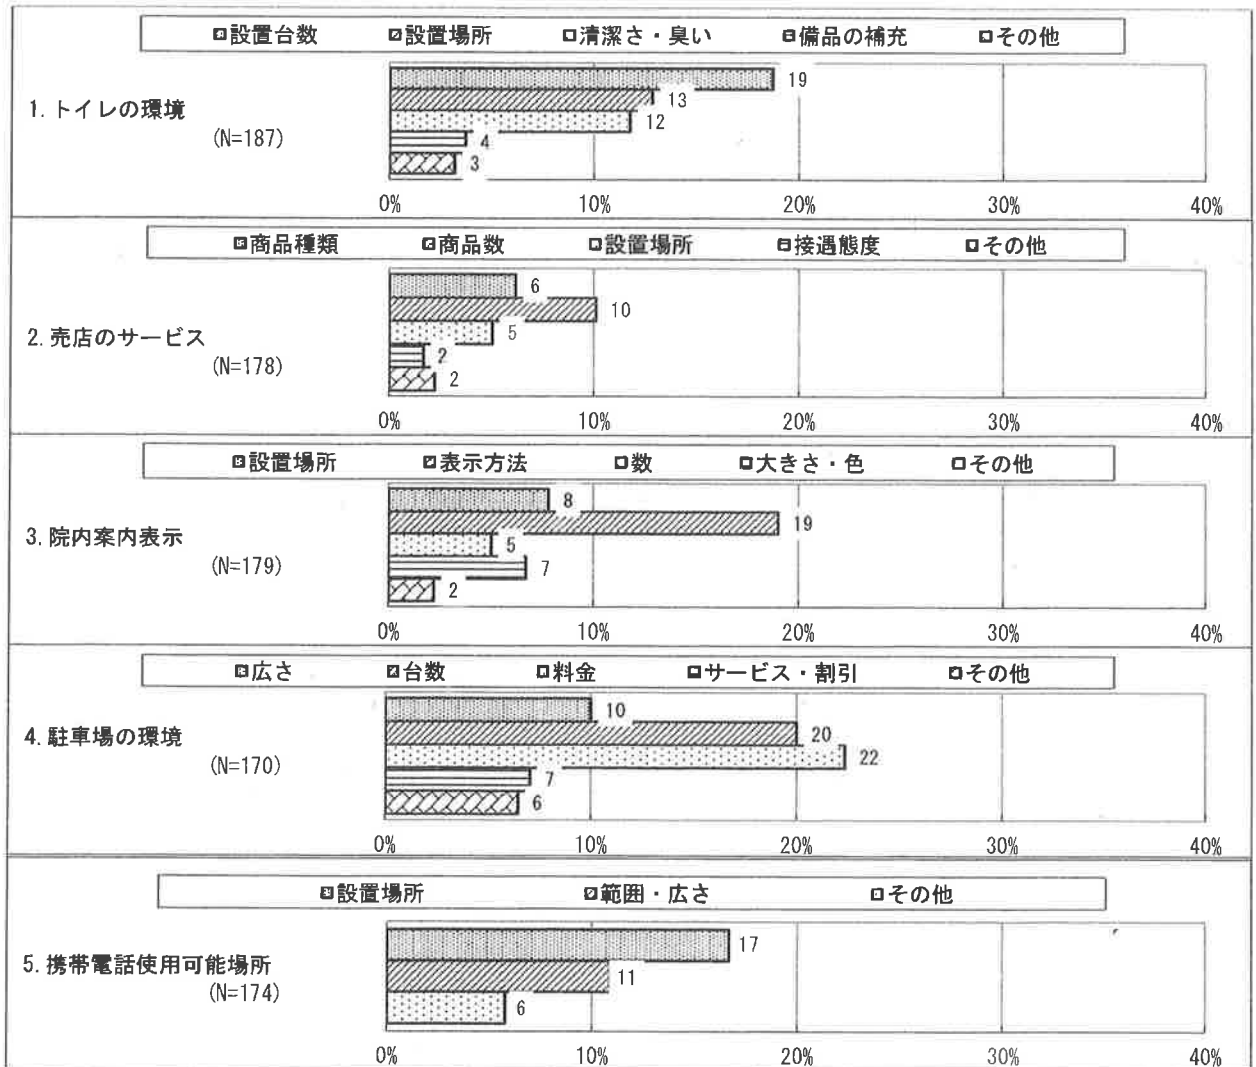 設置台数 設置場所 清潔さ・臭い 備品の補充 その他
1. トイレの環境
(N=187)
19
13
12
4
3
0% 10% 20% 30% 40%
商品種類 商品数 設置場所 接遇態度 その他
2. 売店のサービス
(N=178)
6
10
5
2
2
0% 10% 20% 30% 40%
設置場所 表示方法 数 大きさ・色 その他
3. 院内案内表示
(N=179)
8
19
5
7
2
0% 10% 20% 30% 40%
広さ 台数 料金 サービス・割引 その他
4. 駐車場の環境
(N=170)
10
20
22
7
6
0% 10% 20% 30% 40%
設置場所 範囲・広さ その他
5. 携帯電話使用可能場所
(N=174)
17
11
6
0% 10% 20% 30% 40%